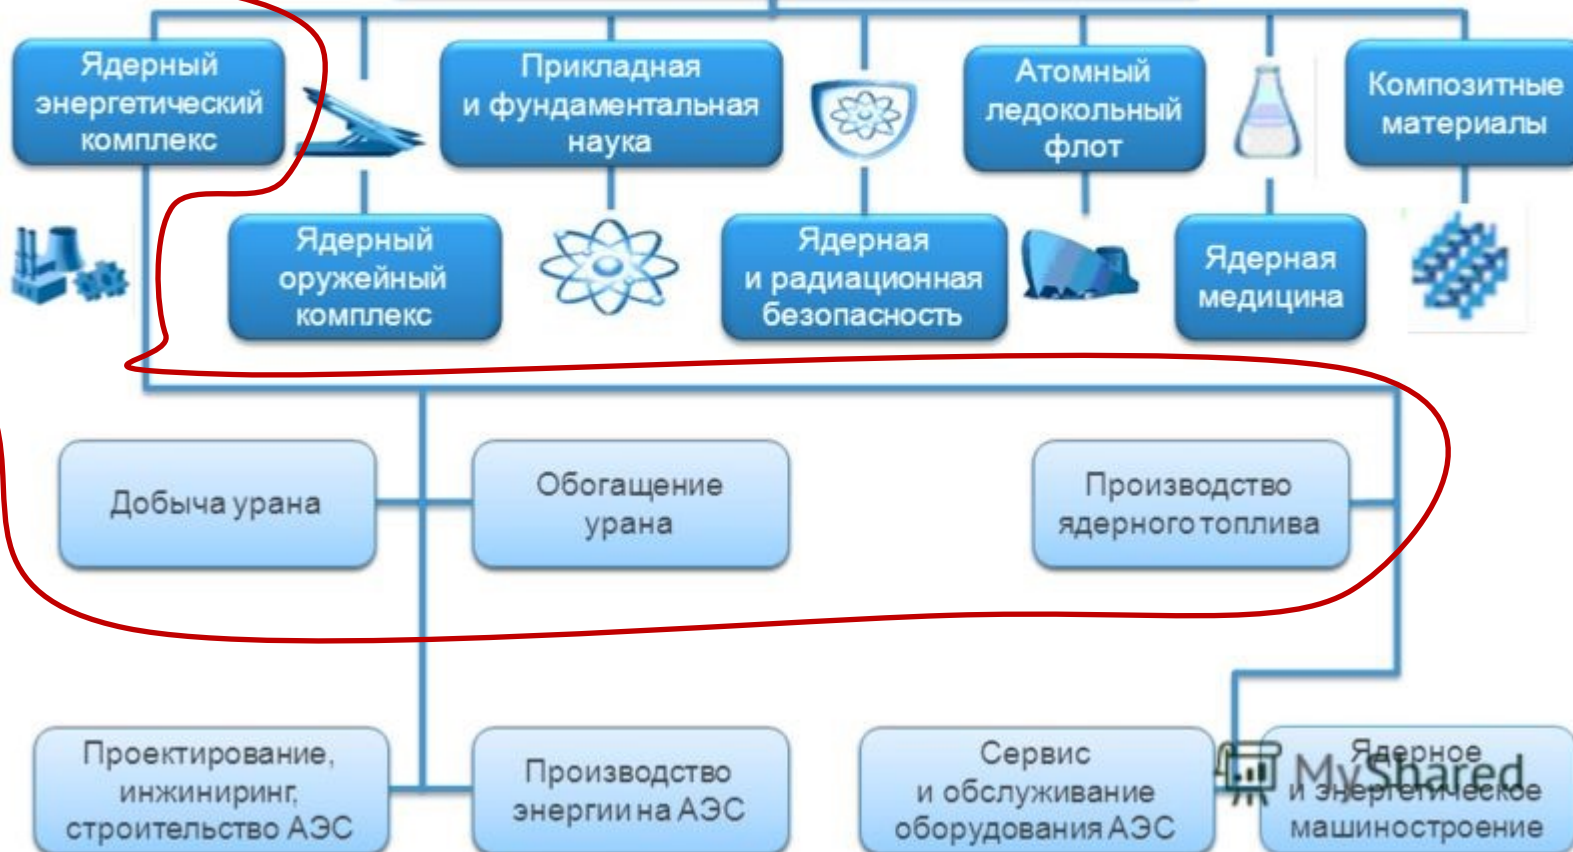 Ядерный
энергетический
комплекс
Прикладная
и фундаментальная
наука
Атомный
ледокольный
флот
Композитные
материалы
Ядерный
оружейный
комплекс
Ядерная
и радиационная
безопасность
Ядерная
медицина
Добыча урана
Обогащение
урана
Производство
ядерного топлива
Проектирование,
инжиниринг,
строительство АЭС
Производство
энергии на АЭС
Сервис
и обслуживание
оборудования АЭС
Ядерное
и энергетическое
машиностроение
MyShared